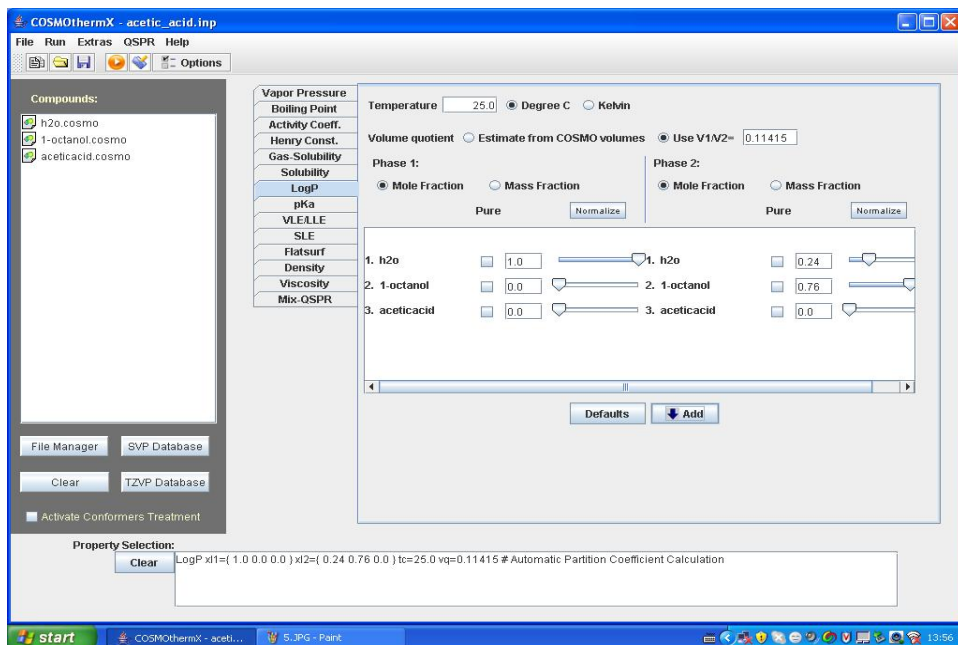 COSMOthermX - acetic_acid.inp
File Run Extras QSPR Help
Options
Compounds:
h2o.cosmo
1-octanol.cosmo
aceticacid.cosmo
File Manager SVP Database
Clear TZVP Database
Activate Conformers Treatment
Vapor Pressure
Boiling Point
Activity Coeff.
Henry Const.
Gas-Solubility
Solubility
LogP
pKa
VLE/LLE
SLE
Flatsurf
Density
Viscosity
Mix-QSPR
Temperature 25.0 Degree C Kelvin
Volume quotient Estimate from COSMO volumes Use V1/V2= 0.11415
Phase 1: Phase 2:
Mole Fraction Mass Fraction Mole Fraction Mass Fraction
Pure Normalize Pure Normalize
1. h2o 1.0 1. h2o 0.24
2. 1-octanol 0.0 2. 1-octanol 0.76
3. aceticacid 0.0 3. aceticacid 0.0
Defaults Add
Property Selection:
Clear
LogP xl1={ 1.0 0.0 0.0 } xl2={ 0.24 0.76 0.0 } tc=25.0 vq=0.11415 # Automatic Partition Coefficient Calculation
start COSMOthermX - aceti... 5.JPG - Paint 13:56